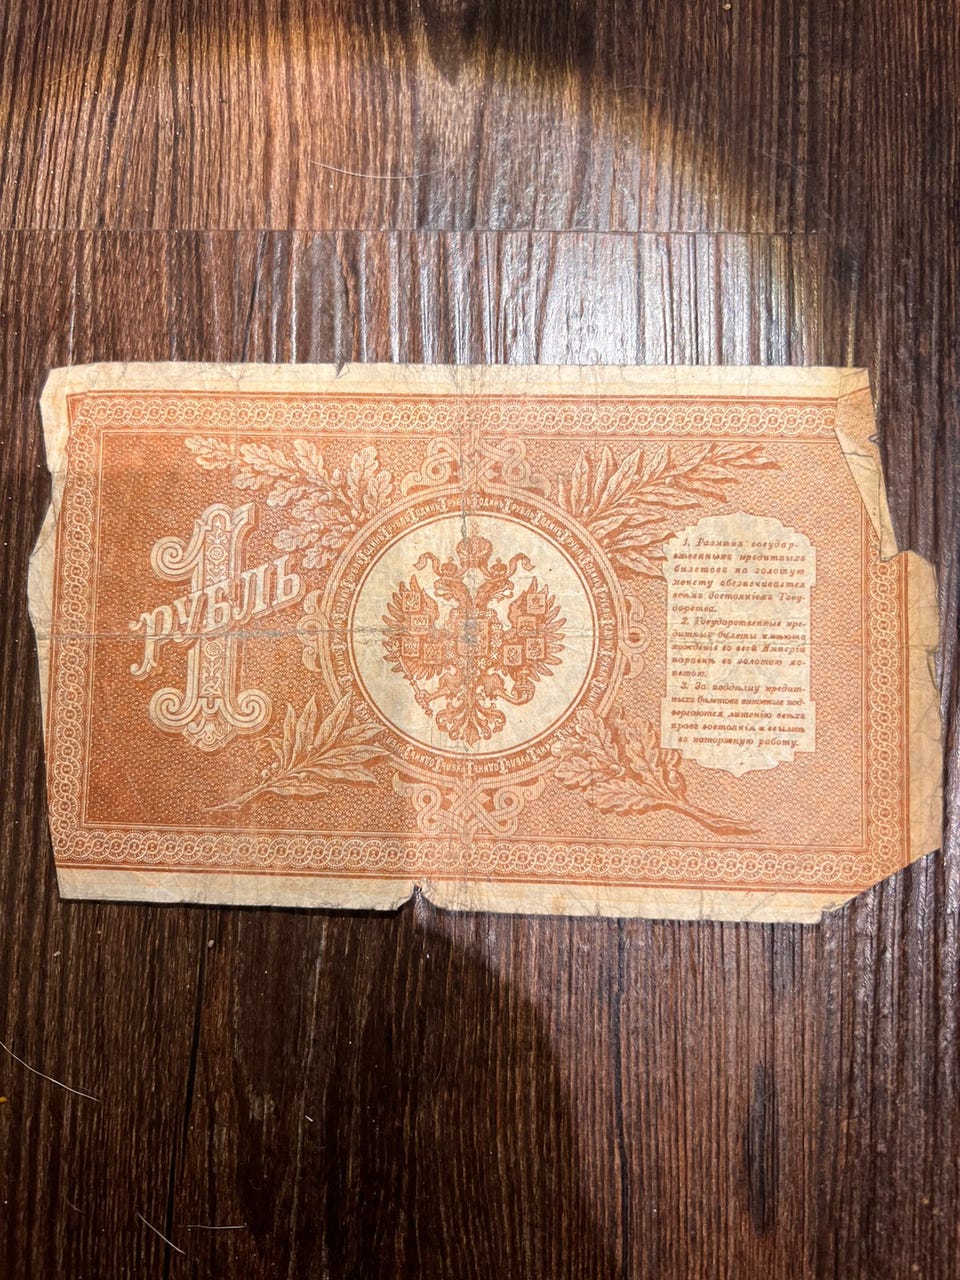 1
РУБЛЬ
1. Размѣнъ государ-
ственныхъ кредитныхъ
билетовъ на золотую
монету обезпечивается
всѣмъ достояніемъ Госу-
дарства.
2. Государственные кре-
дитные билеты имѣютъ
хожденіе во всей Имперіи
наравнѣ съ золотою мо-
нетою.
3. За поддѣлку кредит-
ныхъ билетовъ виновные под-
вергаются лишенію всѣхъ
правъ состоянія и ссылкѣ
въ каторжную работу.